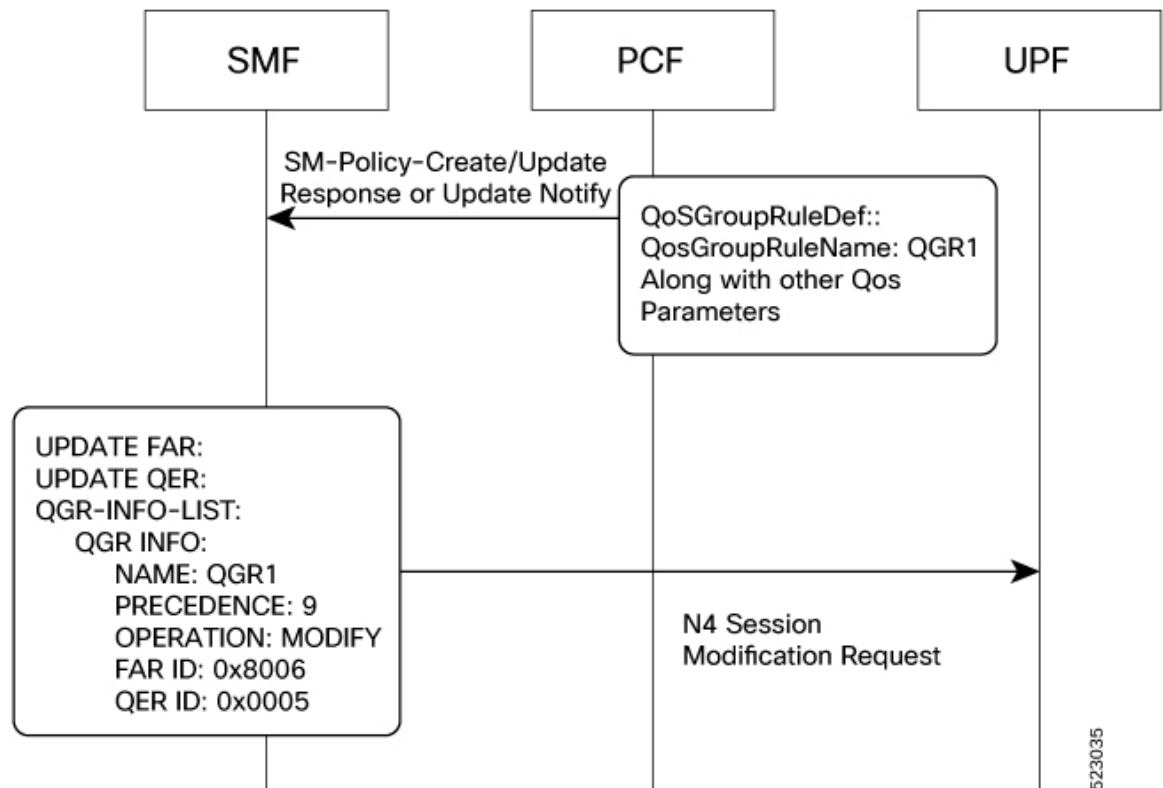 SMF
PCF
UPF
SM-Policy-Create/Update
Response or Update Notify
QoSGroupRuleDef::
QosGroupRuleName: QGR1
Along with other Qos
Parameters
UPDATE FAR:
UPDATE QER:
QGR-INFO-LIST:
QGR INFO:
NAME: QGR1
PRECEDENCE: 9
OPERATION: MODIFY
FAR ID: 0x8006
QER ID: 0x0005
N4 Session
Modification Request
523035